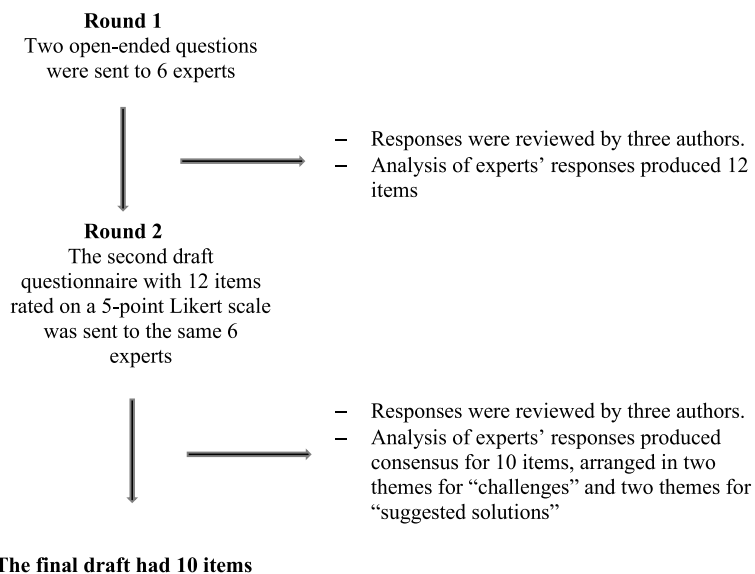 Round 1
Two open-ended questions
were sent to 6 experts
– Responses were reviewed by three authors.
– Analysis of experts’ responses produced 12
items
Round 2
The second draft
questionnaire with 12 items
rated on a 5-point Likert scale
was sent to the same 6
experts
– Responses were reviewed by three authors.
– Analysis of experts’ responses produced
consensus for 10 items, arranged in two
themes for “challenges” and two themes for
“suggested solutions”
The final draft had 10 items